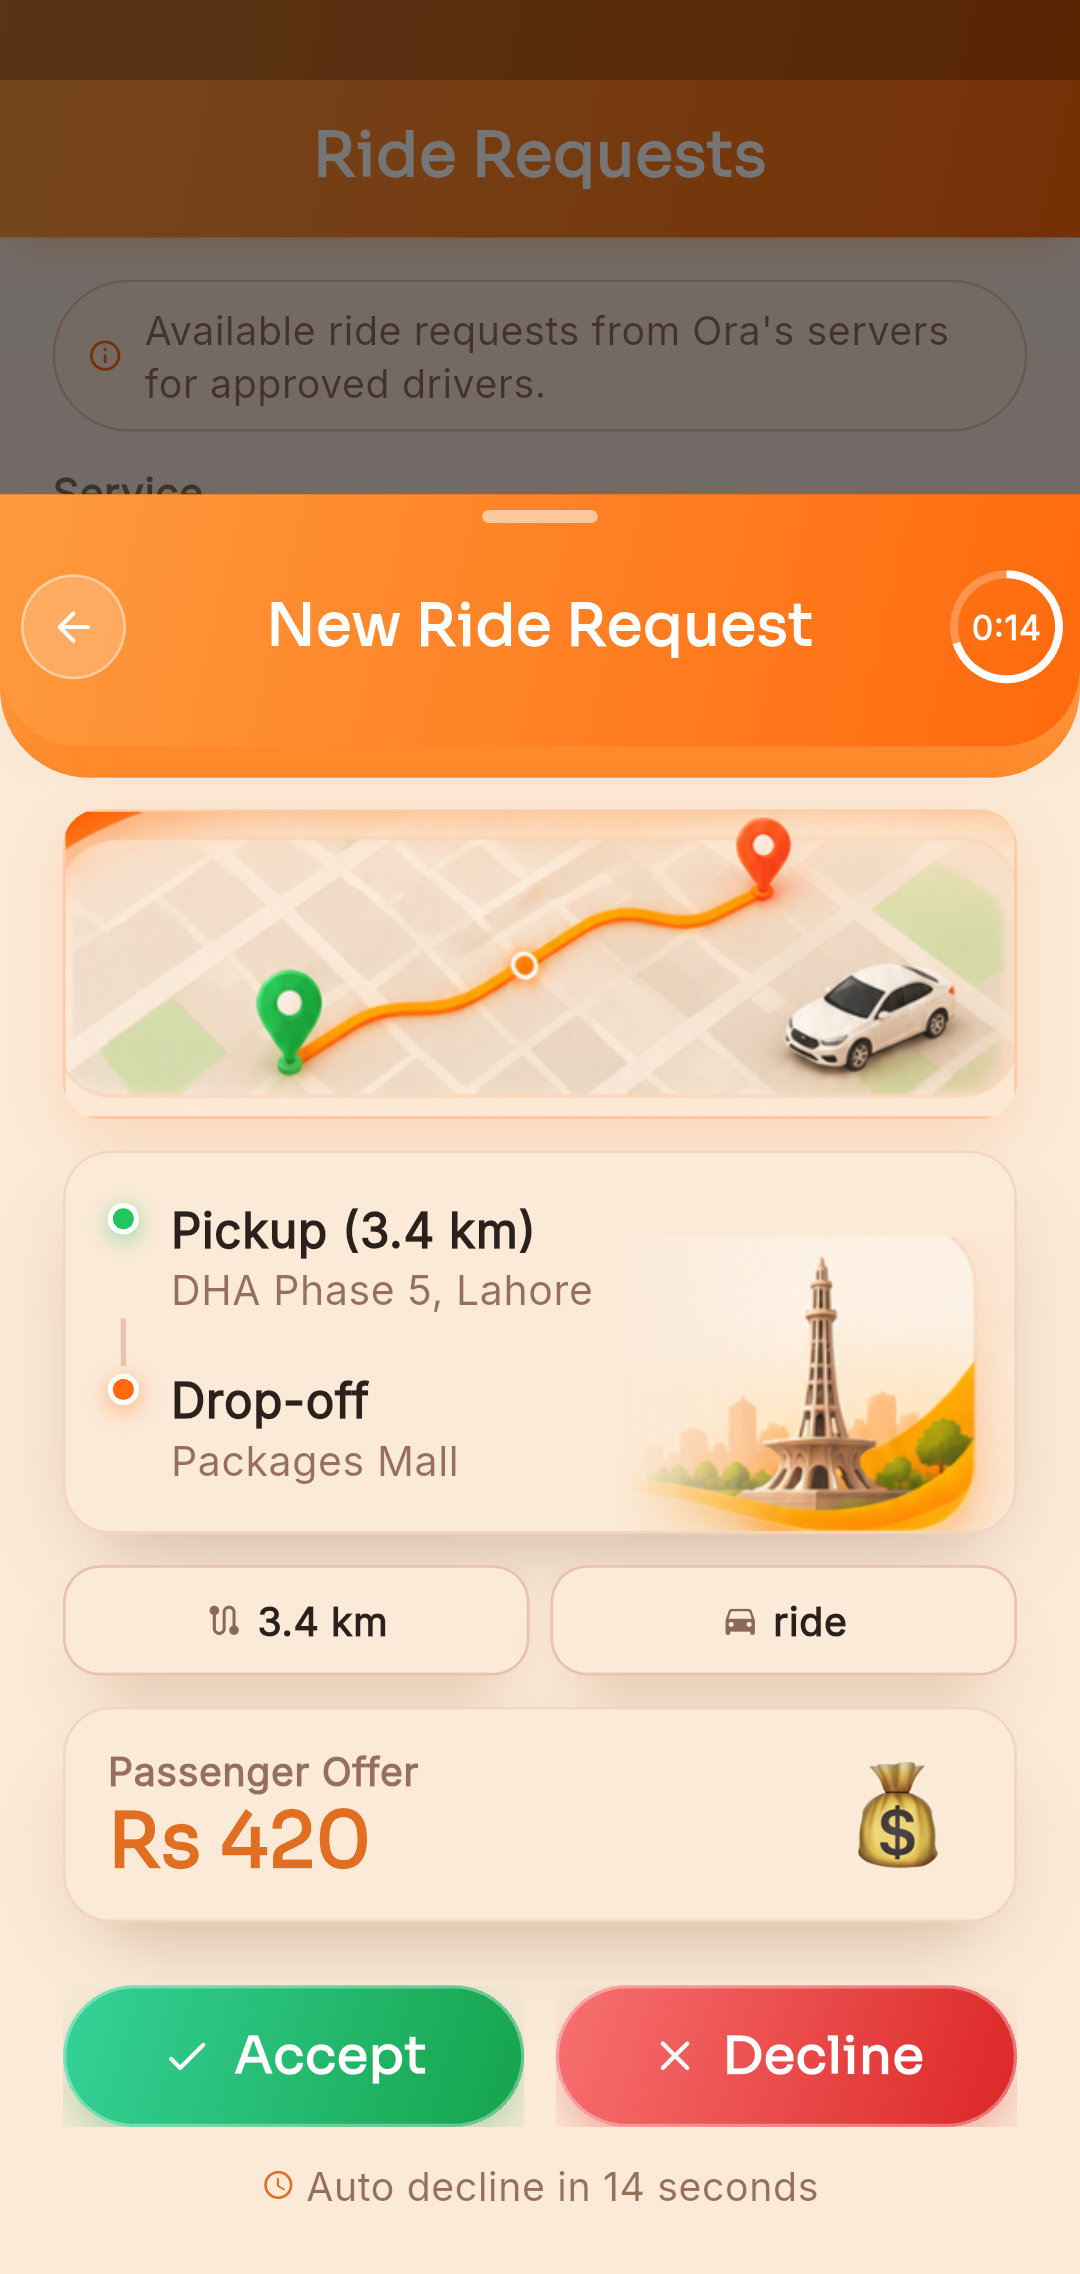 Ride Requests
Available ride requests from Ora's servers
for approved drivers.
Service
New Ride Request
0:14
Pickup (3.4 km)
DHA Phase 5, Lahore
Drop-off
Packages Mall
3.4 km
ride
Passenger Offer
Rs 420
$
Accept
Decline
Auto decline in 14 seconds